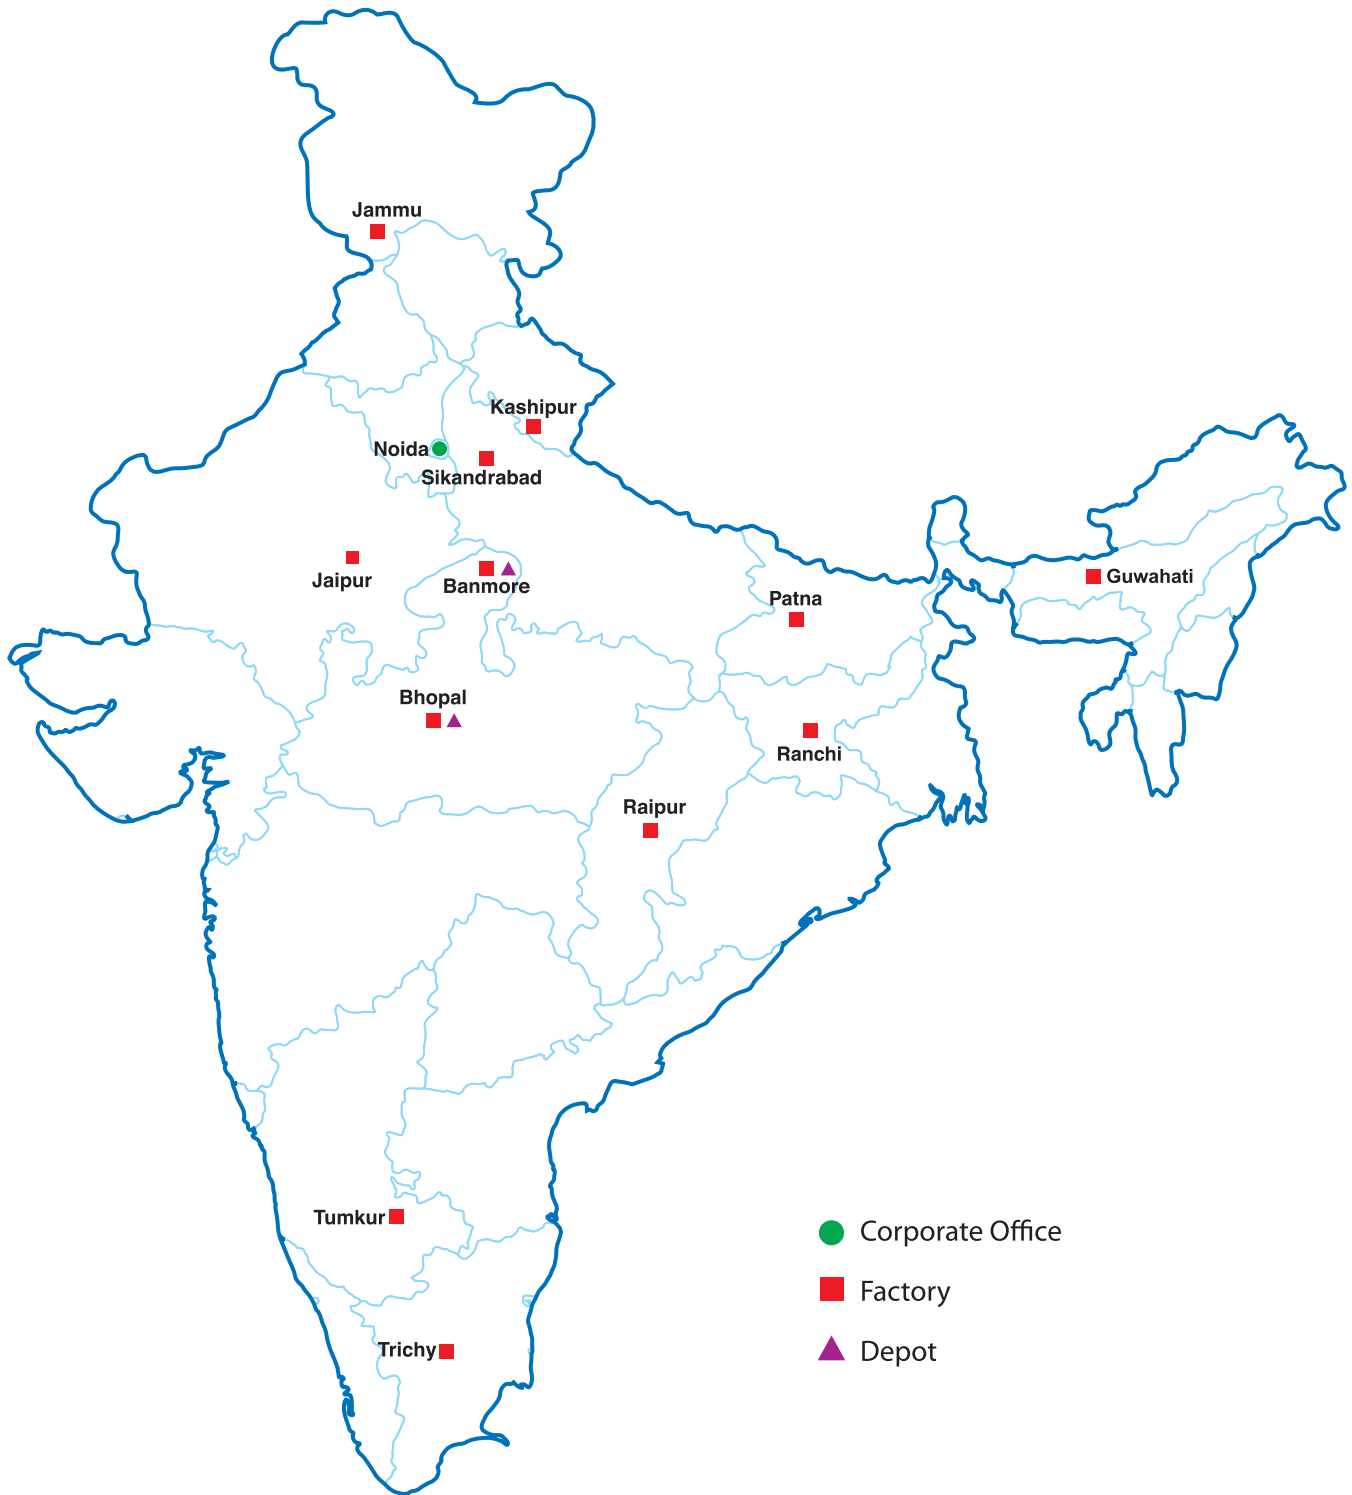 Jammu
Kashipur
Noida
Sikandrabad
Jaipur
Banmore
Guwahati
Patna
Bhopal
Ranchi
Raipur
Tumkur
Corporate Office
Factory
Trichy
Depot